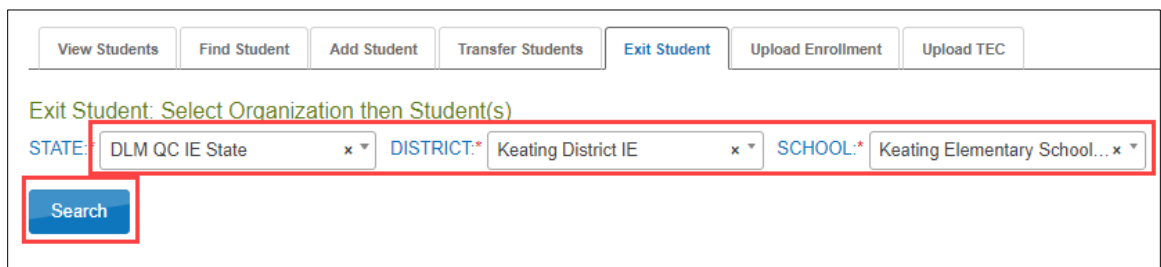 View Students Find Student Add Student Transfer Students Exit Student Upload Enrollment Upload TEC
Exit Student: Select Organization then Student(s)
STATE:* DLM QC IE State × DISTRICT:* Keating District IE × SCHOOL:* Keating Elementary School... ×
Search